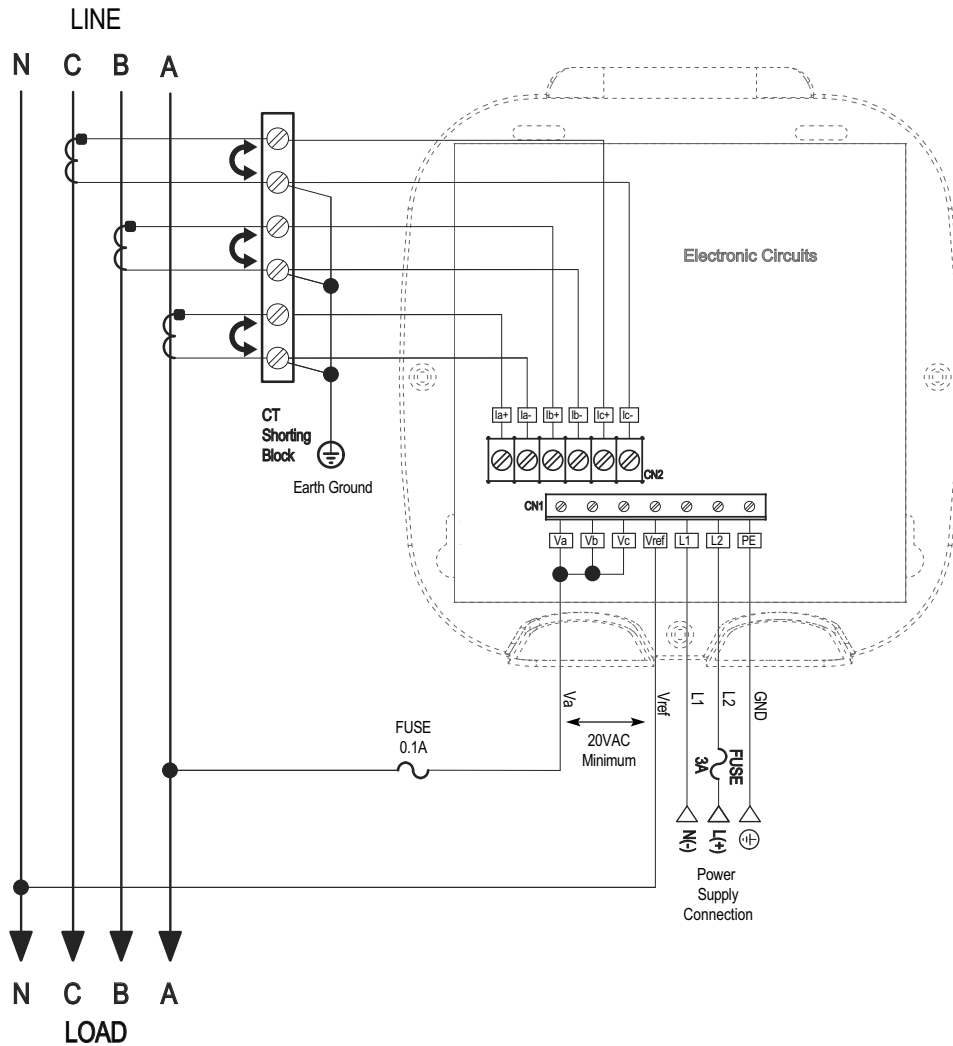 LINE
N C B A
Electronic Circuits
CT
Shorting
Block
Earth Ground
Ia+ Ia- Ib+ Ib- Ic+ Ic-
CN2
CN1
Va Vb Vc Vref L1 L2 PE
Va
Vref
L1
L2
GND
20VAC
Minimum
FUSE
0.1A
FUSE
3A
N(-)
L(+)
Power
Supply
Connection
N C B A
LOAD